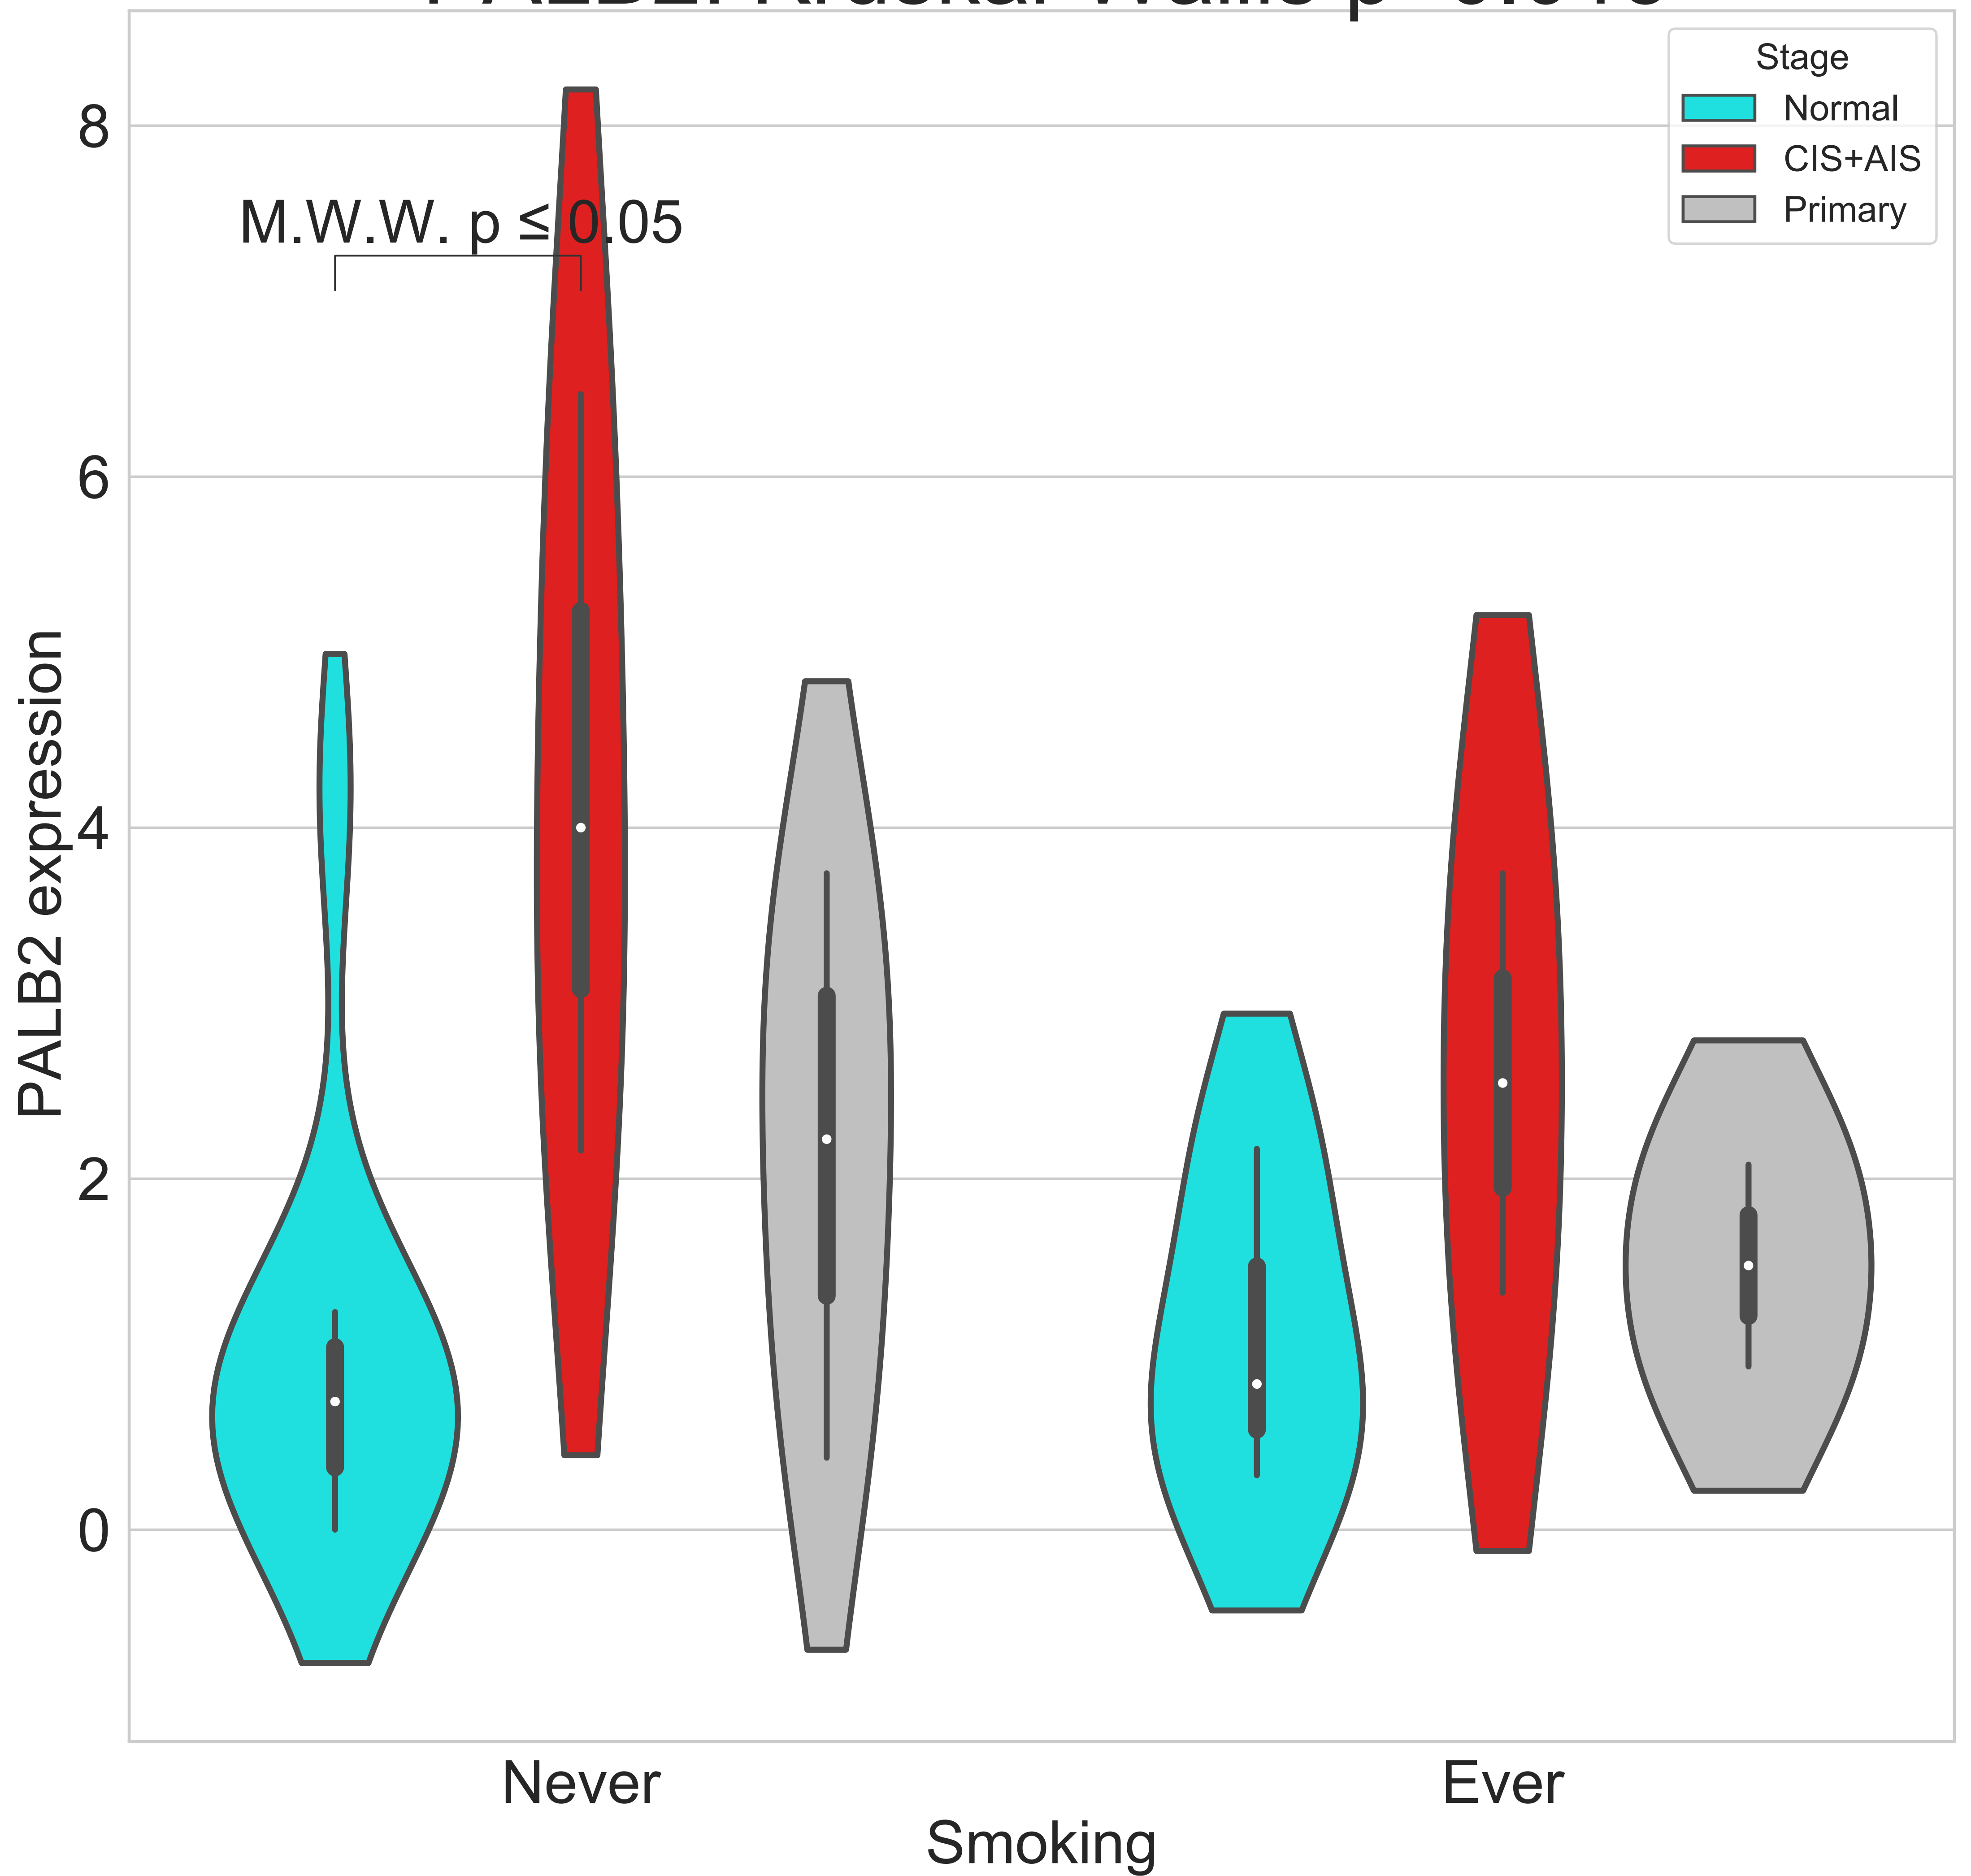 Stage
Normal
CIS+AIS
Primary
M.W.W. p ≤ 0.05
8
6
4
2
0
PALB2 expression
Never
Ever
Smoking